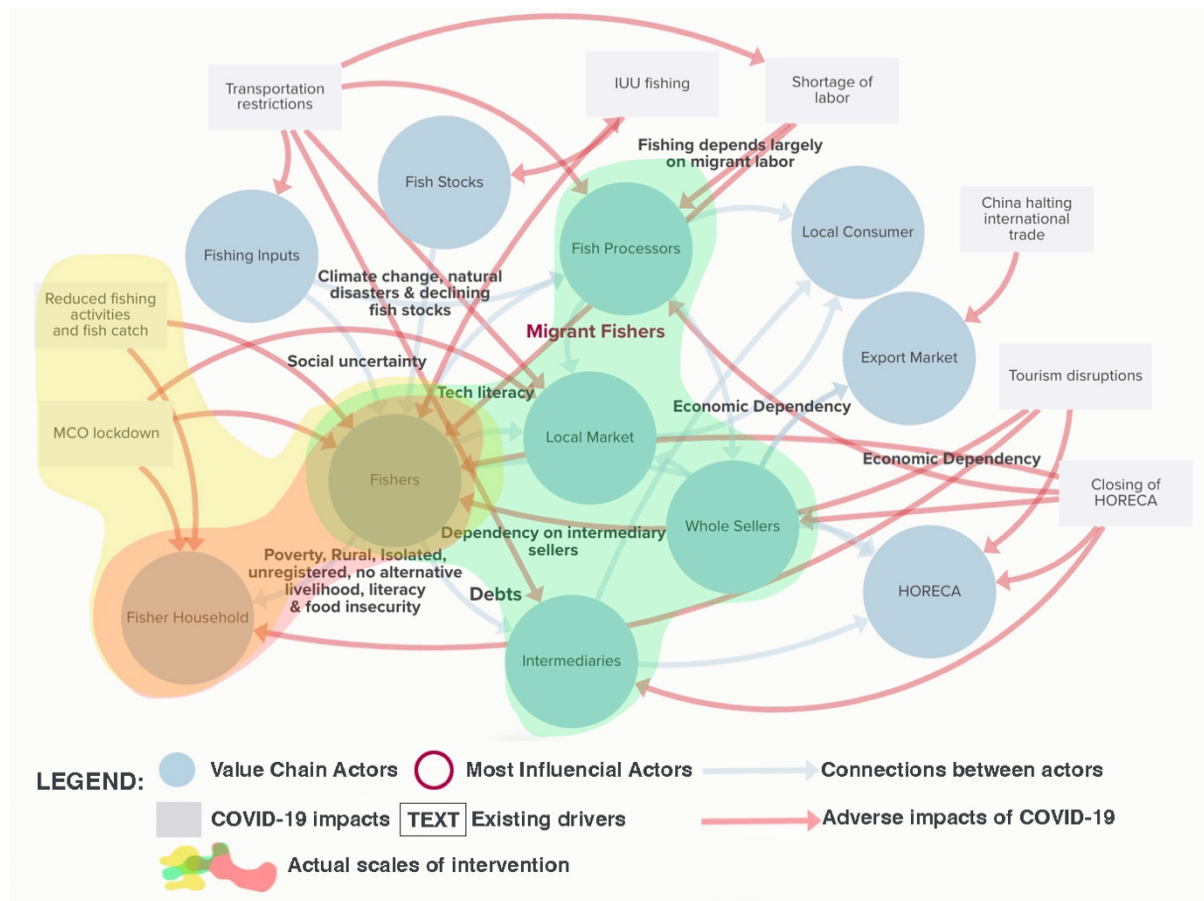 Transportation
restrictions
IUU fishing
Shortage of
labor
Fishing depends largely
on migrant labor
Fish Stocks
China halting
international
trade
Local Consumer
Fish Processors
Fishing Inputs
Climate change, natural
disasters & declining
fish stocks
Reduced fishing
activities
and fish catch
Migrant Fishers
Export Market
Social uncertainty
Tourism disruptions
Tech literacy
Economic Dependency
MCO lockdown
Local Market
Economic Dependency
Fishers
Closing of
HORECA
Whole Sellers
Dependency on intermediary
sellers
Poverty, Rural, Isolated,
unregistered, no alternative
livelihood, literacy
& food insecurity
Debts
HORECA
Fisher Household
Intermediaries
LEGEND:
Value Chain Actors
Most Influencial Actors
Connections between actors
COVID-19 impacts
TEXT
Existing drivers
Adverse impacts of COVID-19
Actual scales of intervention